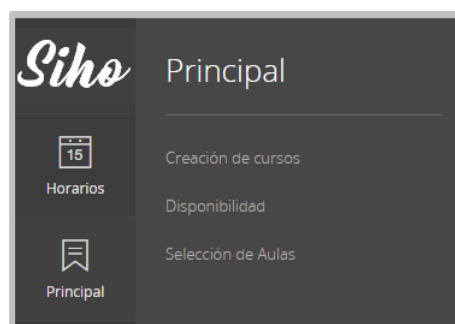 Siho
Principal
15
Horarios
Principal
Creación de cursos
Disponibilidad
Selección de Aulas